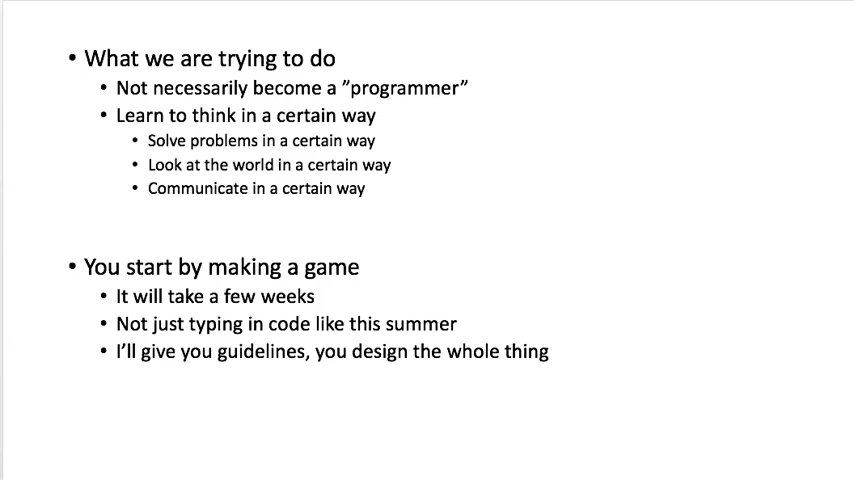 • What we are trying to do
• Not necessarily become a ”programmer”
• Learn to think in a certain way
• Solve problems in a certain way
• Look at the world in a certain way
• Communicate in a certain way
• You start by making a game
• It will take a few weeks
• Not just typing in code like this summer
• I’ll give you guidelines, you design the whole thing